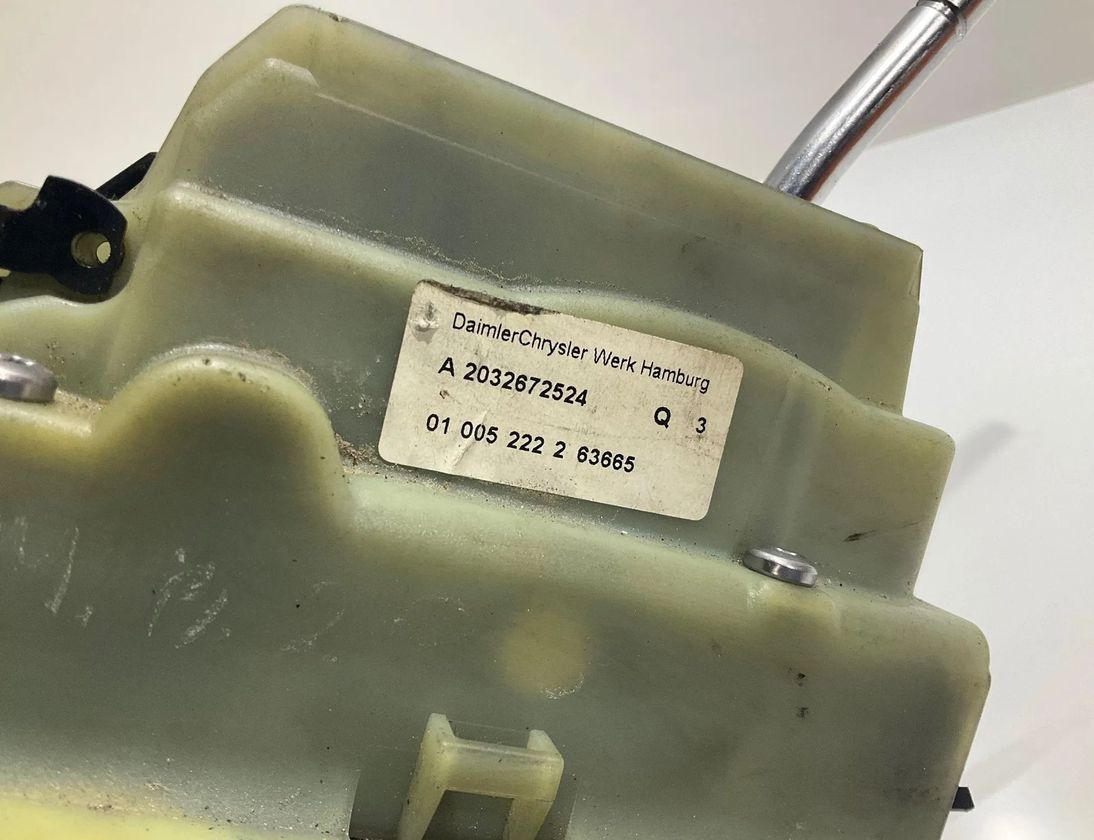 DaimlerChrysler Werk Hamburg
A 2032672524 Q 3
01 005 222 2 63665